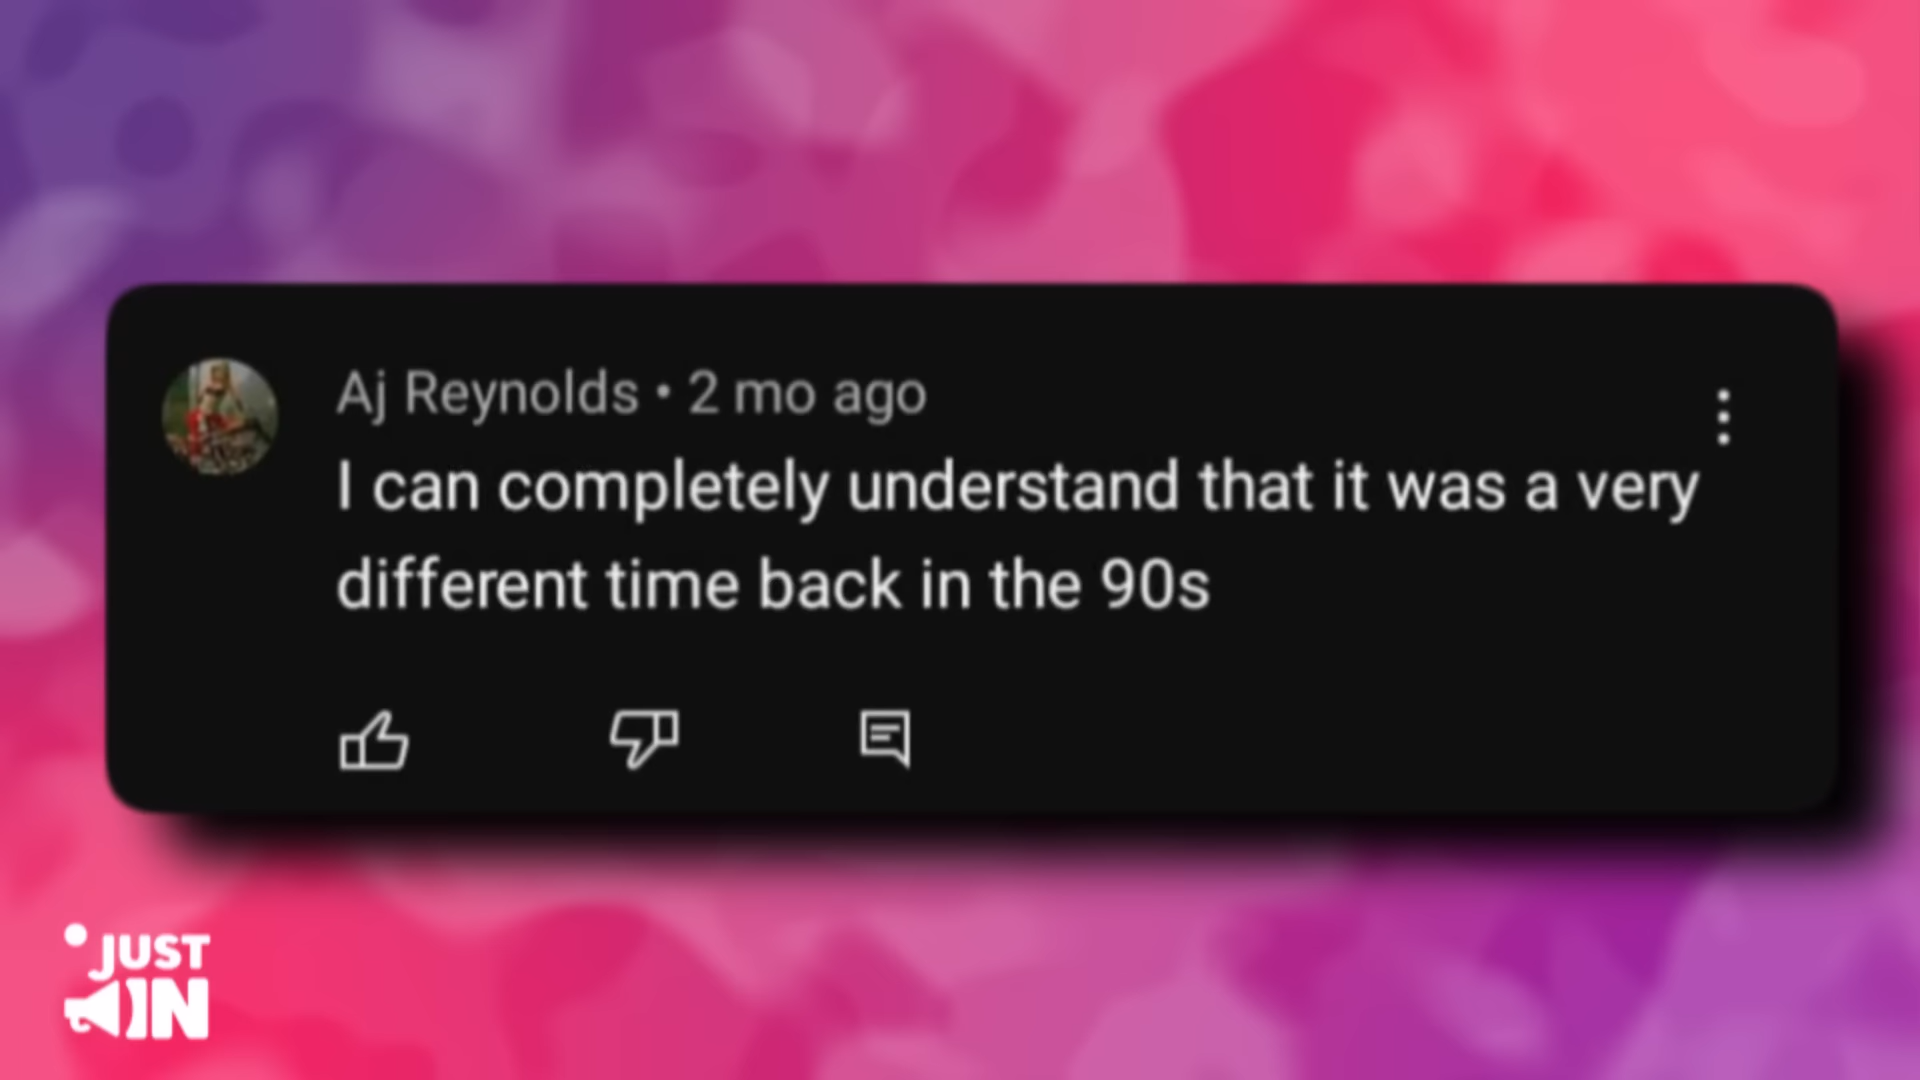 Aj Reynolds • 2 mo ago
I can completely understand that it was a very
different time back in the 90s
JUST
IN